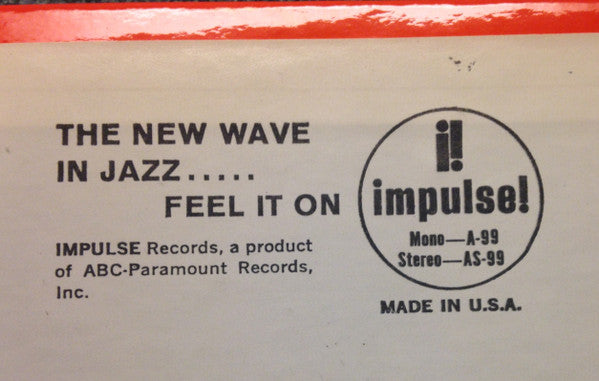 THE NEW WAVE
IN JAZZ.....
FEEL IT ON
IMPULSE Records, a product
of ABC-Paramount Records,
Inc.
i!
impulse!
Mono—A-99
Stereo—AS-99
MADE IN U.S.A.